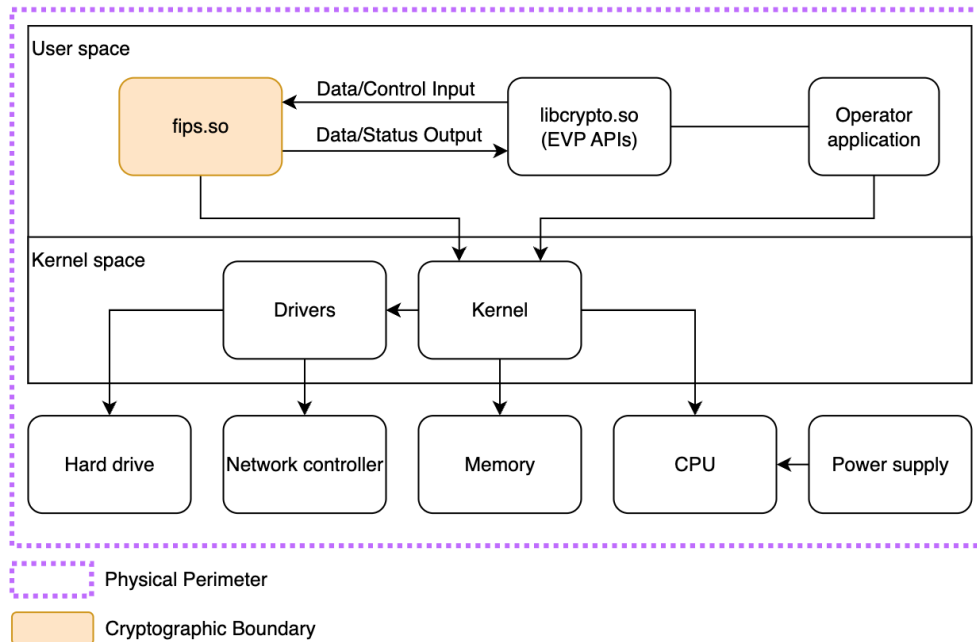 User space
fips.so
Data/Control Input
Data/Status Output
libcrypto.so
(EVP APIs)
Operator
application
Kernel space
Drivers
Kernel
Hard drive
Network controller
Memory
CPU
Power supply
Physical Perimeter
Cryptographic Boundary